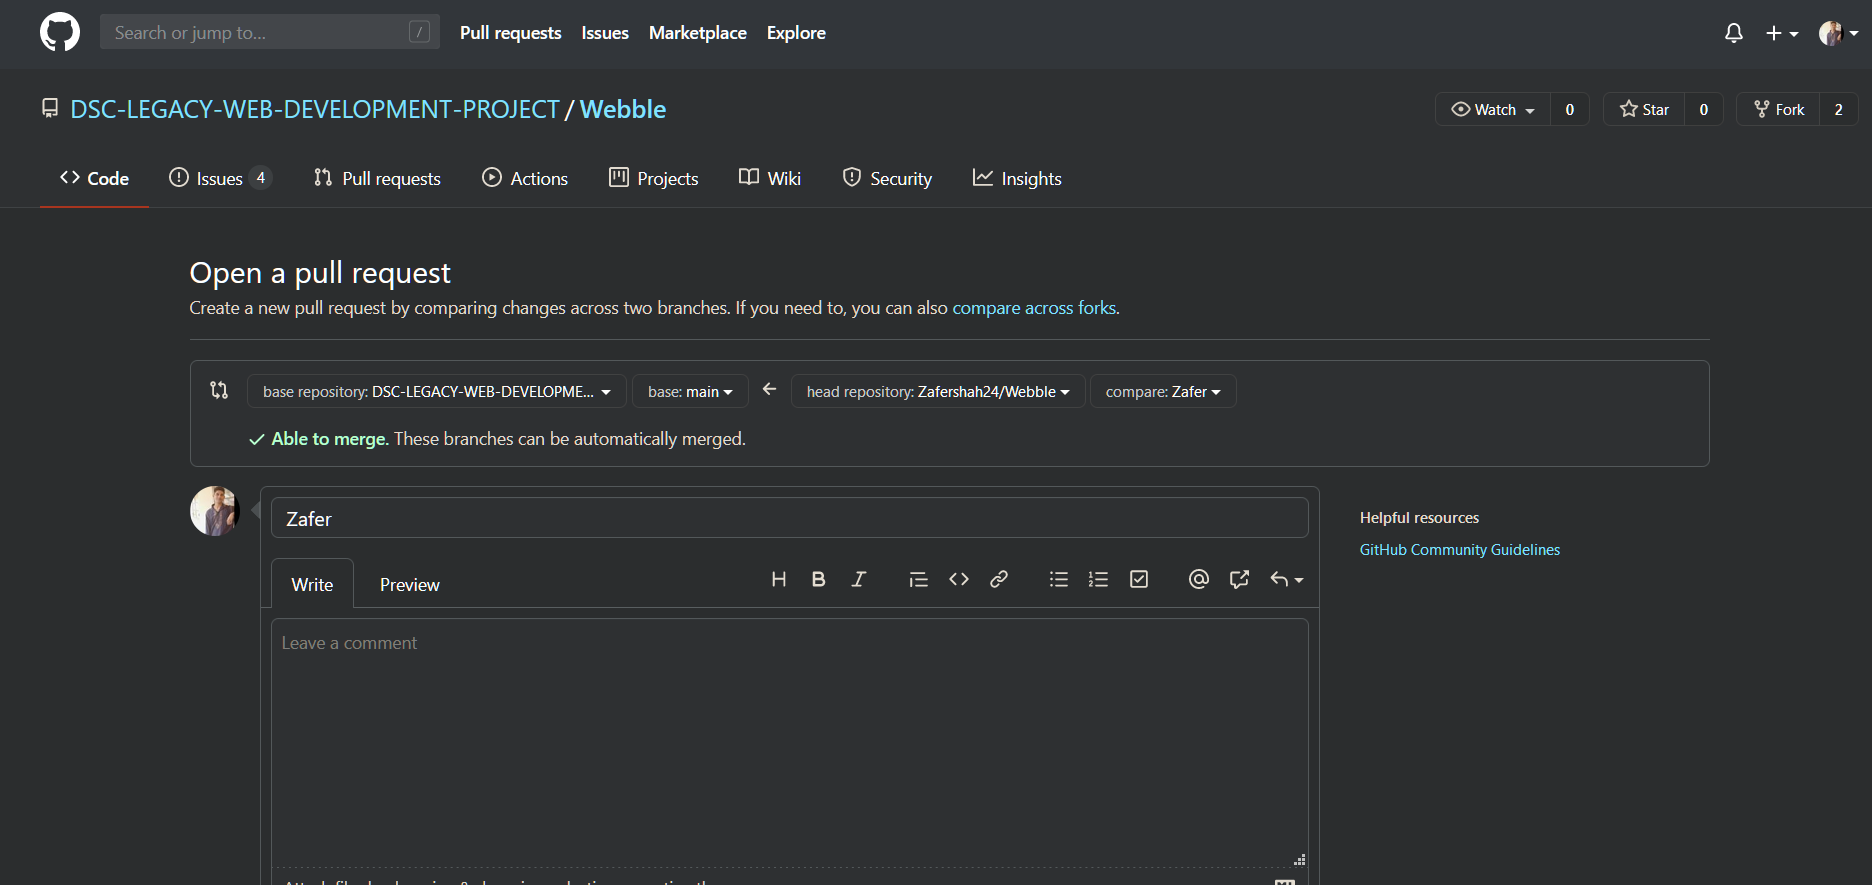 Search or jump to... /
Pull requests Issues Marketplace Explore
DSC-LEGACY-WEB-DEVELOPMENT-PROJECT / Webble
Watch 0 Star 0 Fork 2
Code Issues 4 Pull requests Actions Projects Wiki Security Insights
Open a pull request
Create a new pull request by comparing changes across two branches. If you need to, you can also compare across forks.
base repository: DSC-LEGACY-WEB-DEVELOPME... base: main head repository: Zafershah24/Webble compare: Zafer
Able to merge. These branches can be automatically merged.
Zafer
Helpful resources
GitHub Community Guidelines
Write Preview
Leave a comment